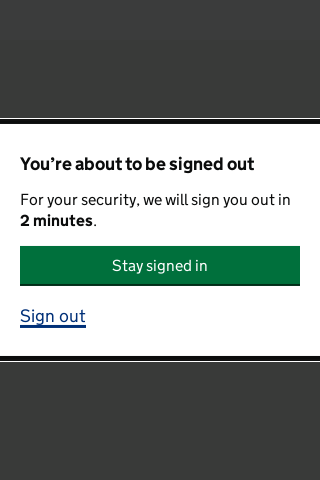 You’re about to be signed out
For your security, we will sign you out in
2 minutes.
Stay signed in
Sign out